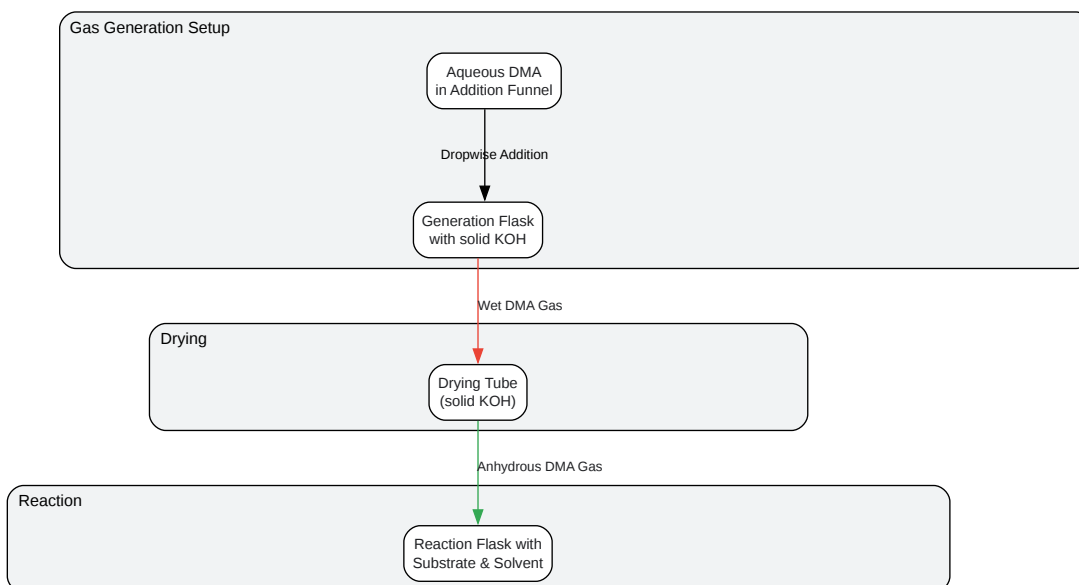 Gas Generation Setup
Aqueous DMA
in Addition Funnel
Dropwise Addition
Generation Flask
with solid KOH
Wet DMA Gas
Drying
Drying Tube
(solid KOH)
Anhydrous DMA Gas
Reaction
Reaction Flask with
Substrate & Solvent